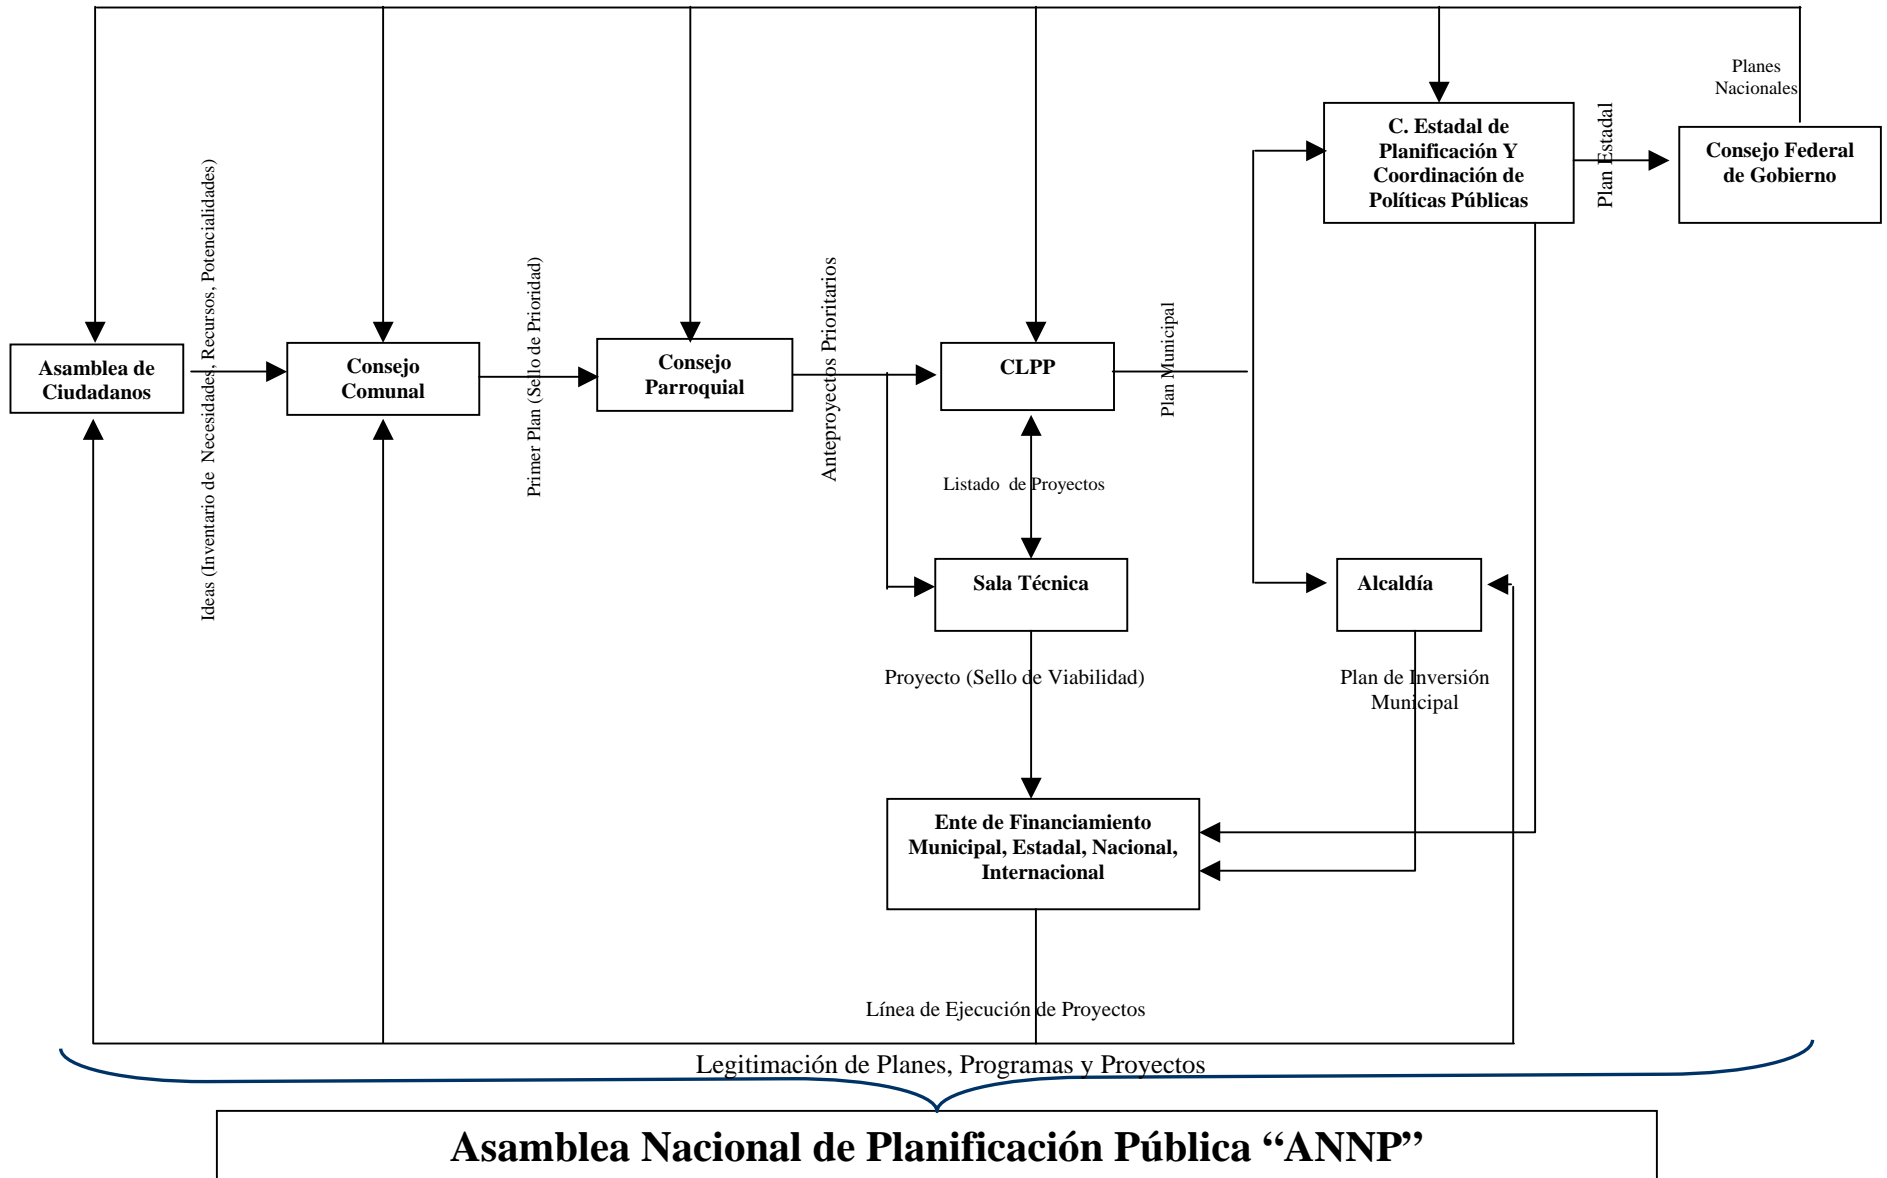 Planes
Nacionales
C. Estadal de
Planificación Y
Coordinación de
Políticas Públicas
Plan Estadal
Consejo Federal
de Gobierno
Asamblea de
Ciudadanos
Ideas (Inventario de Necesidades, Recursos, Potencialidades)
Consejo
Comunal
Primer Plan (Sello de Prioridad)
Consejo
Parroquial
Anteproyectos Prioritarios
CLPP
Plan Municipal
Listado de Proyectos
Sala Técnica
Alcaldía
Proyecto (Sello de Viabilidad)
Plan de Inversión
Municipal
Ente de Financiamiento
Municipal, Estadal, Nacional,
Internacional
Línea de Ejecución de Proyectos
Legitimación de Planes, Programas y Proyectos
Asamblea Nacional de Planificación Pública “ANNP”